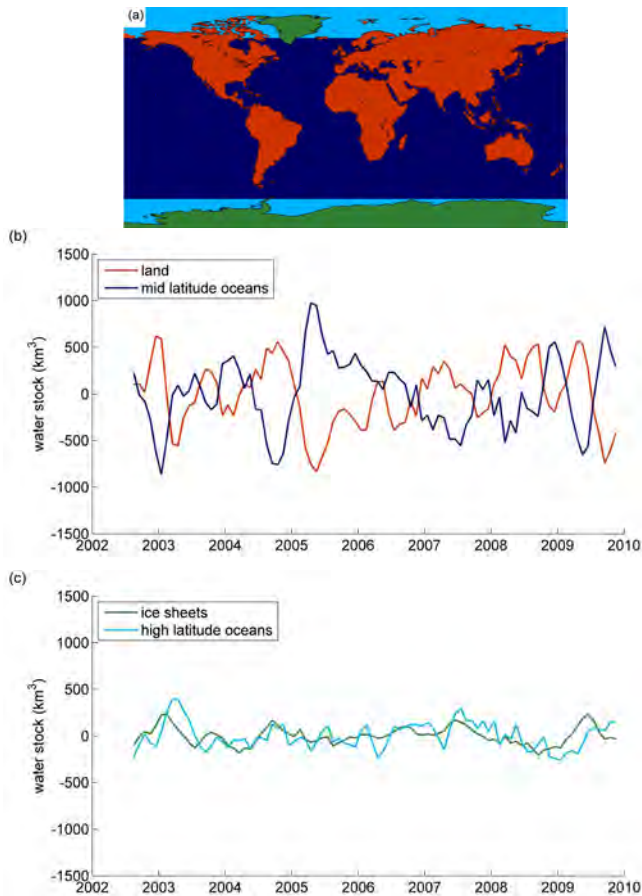 (a)
(b)
1500
land
mid latitude oceans
1000
500
0
-500
-1000
-1500
water stock (km³)
2002 2003 2004 2005 2006 2007 2008 2009 2010
(c)
1500
ice sheets
high latitude oceans
1000
500
0
-500
-1000
-1500
water stock (km³)
2002 2003 2004 2005 2006 2007 2008 2009 2010